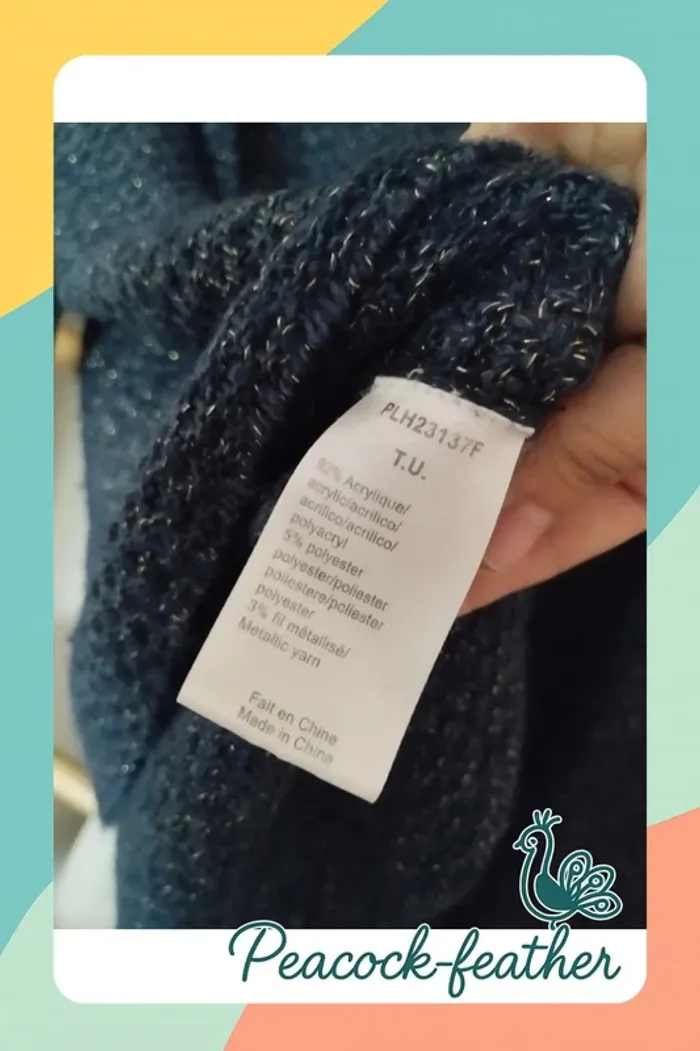 PLH23137F
T.U.
92% Acrylique/
acrylic/acrilico/
acrílico/acrilico/
polyacryl
5% polyester
polyester/poliester
poliestere/poliester
polyester
3% fil métallisé/
Metallic yarn
Fait en Chine
Made in China
Peacock-feather